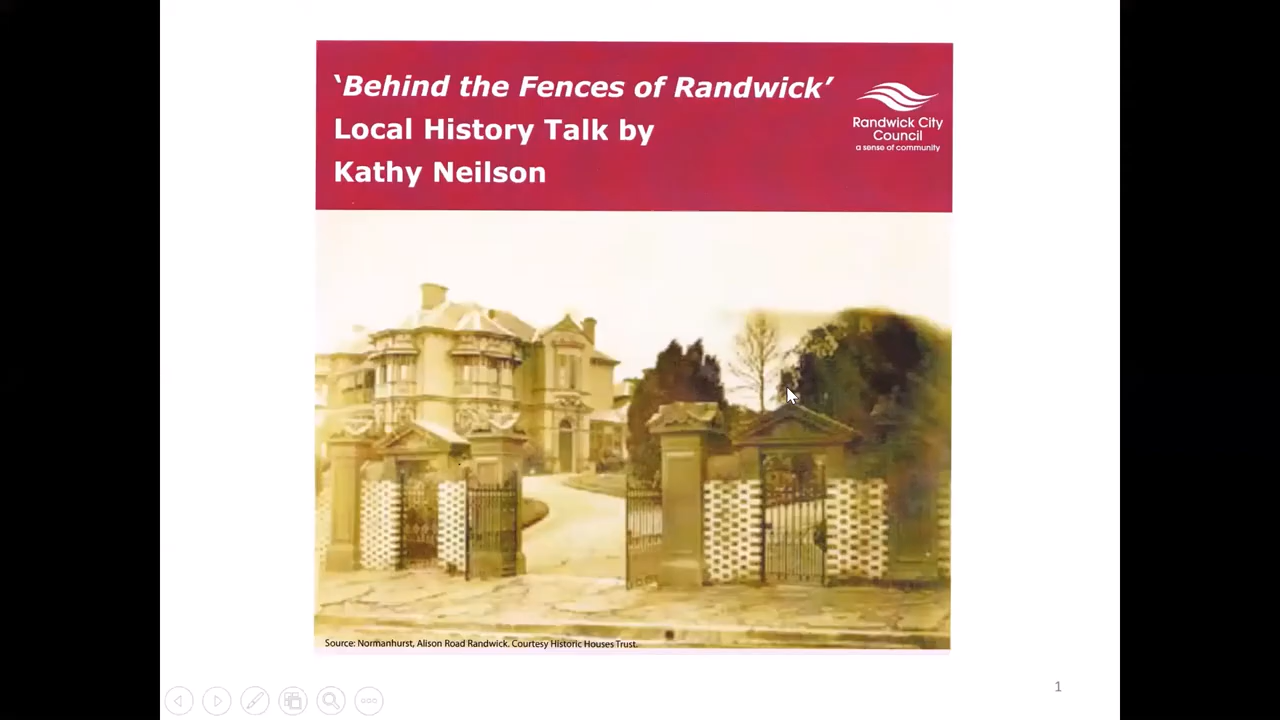 ‘Behind the Fences of Randwick’
Local History Talk by
Kathy Neilson
Randwick City
Council
a sense of community
Source: Normanhurst, Alison Road Randwick. Courtesy Historic Houses Trust.
1